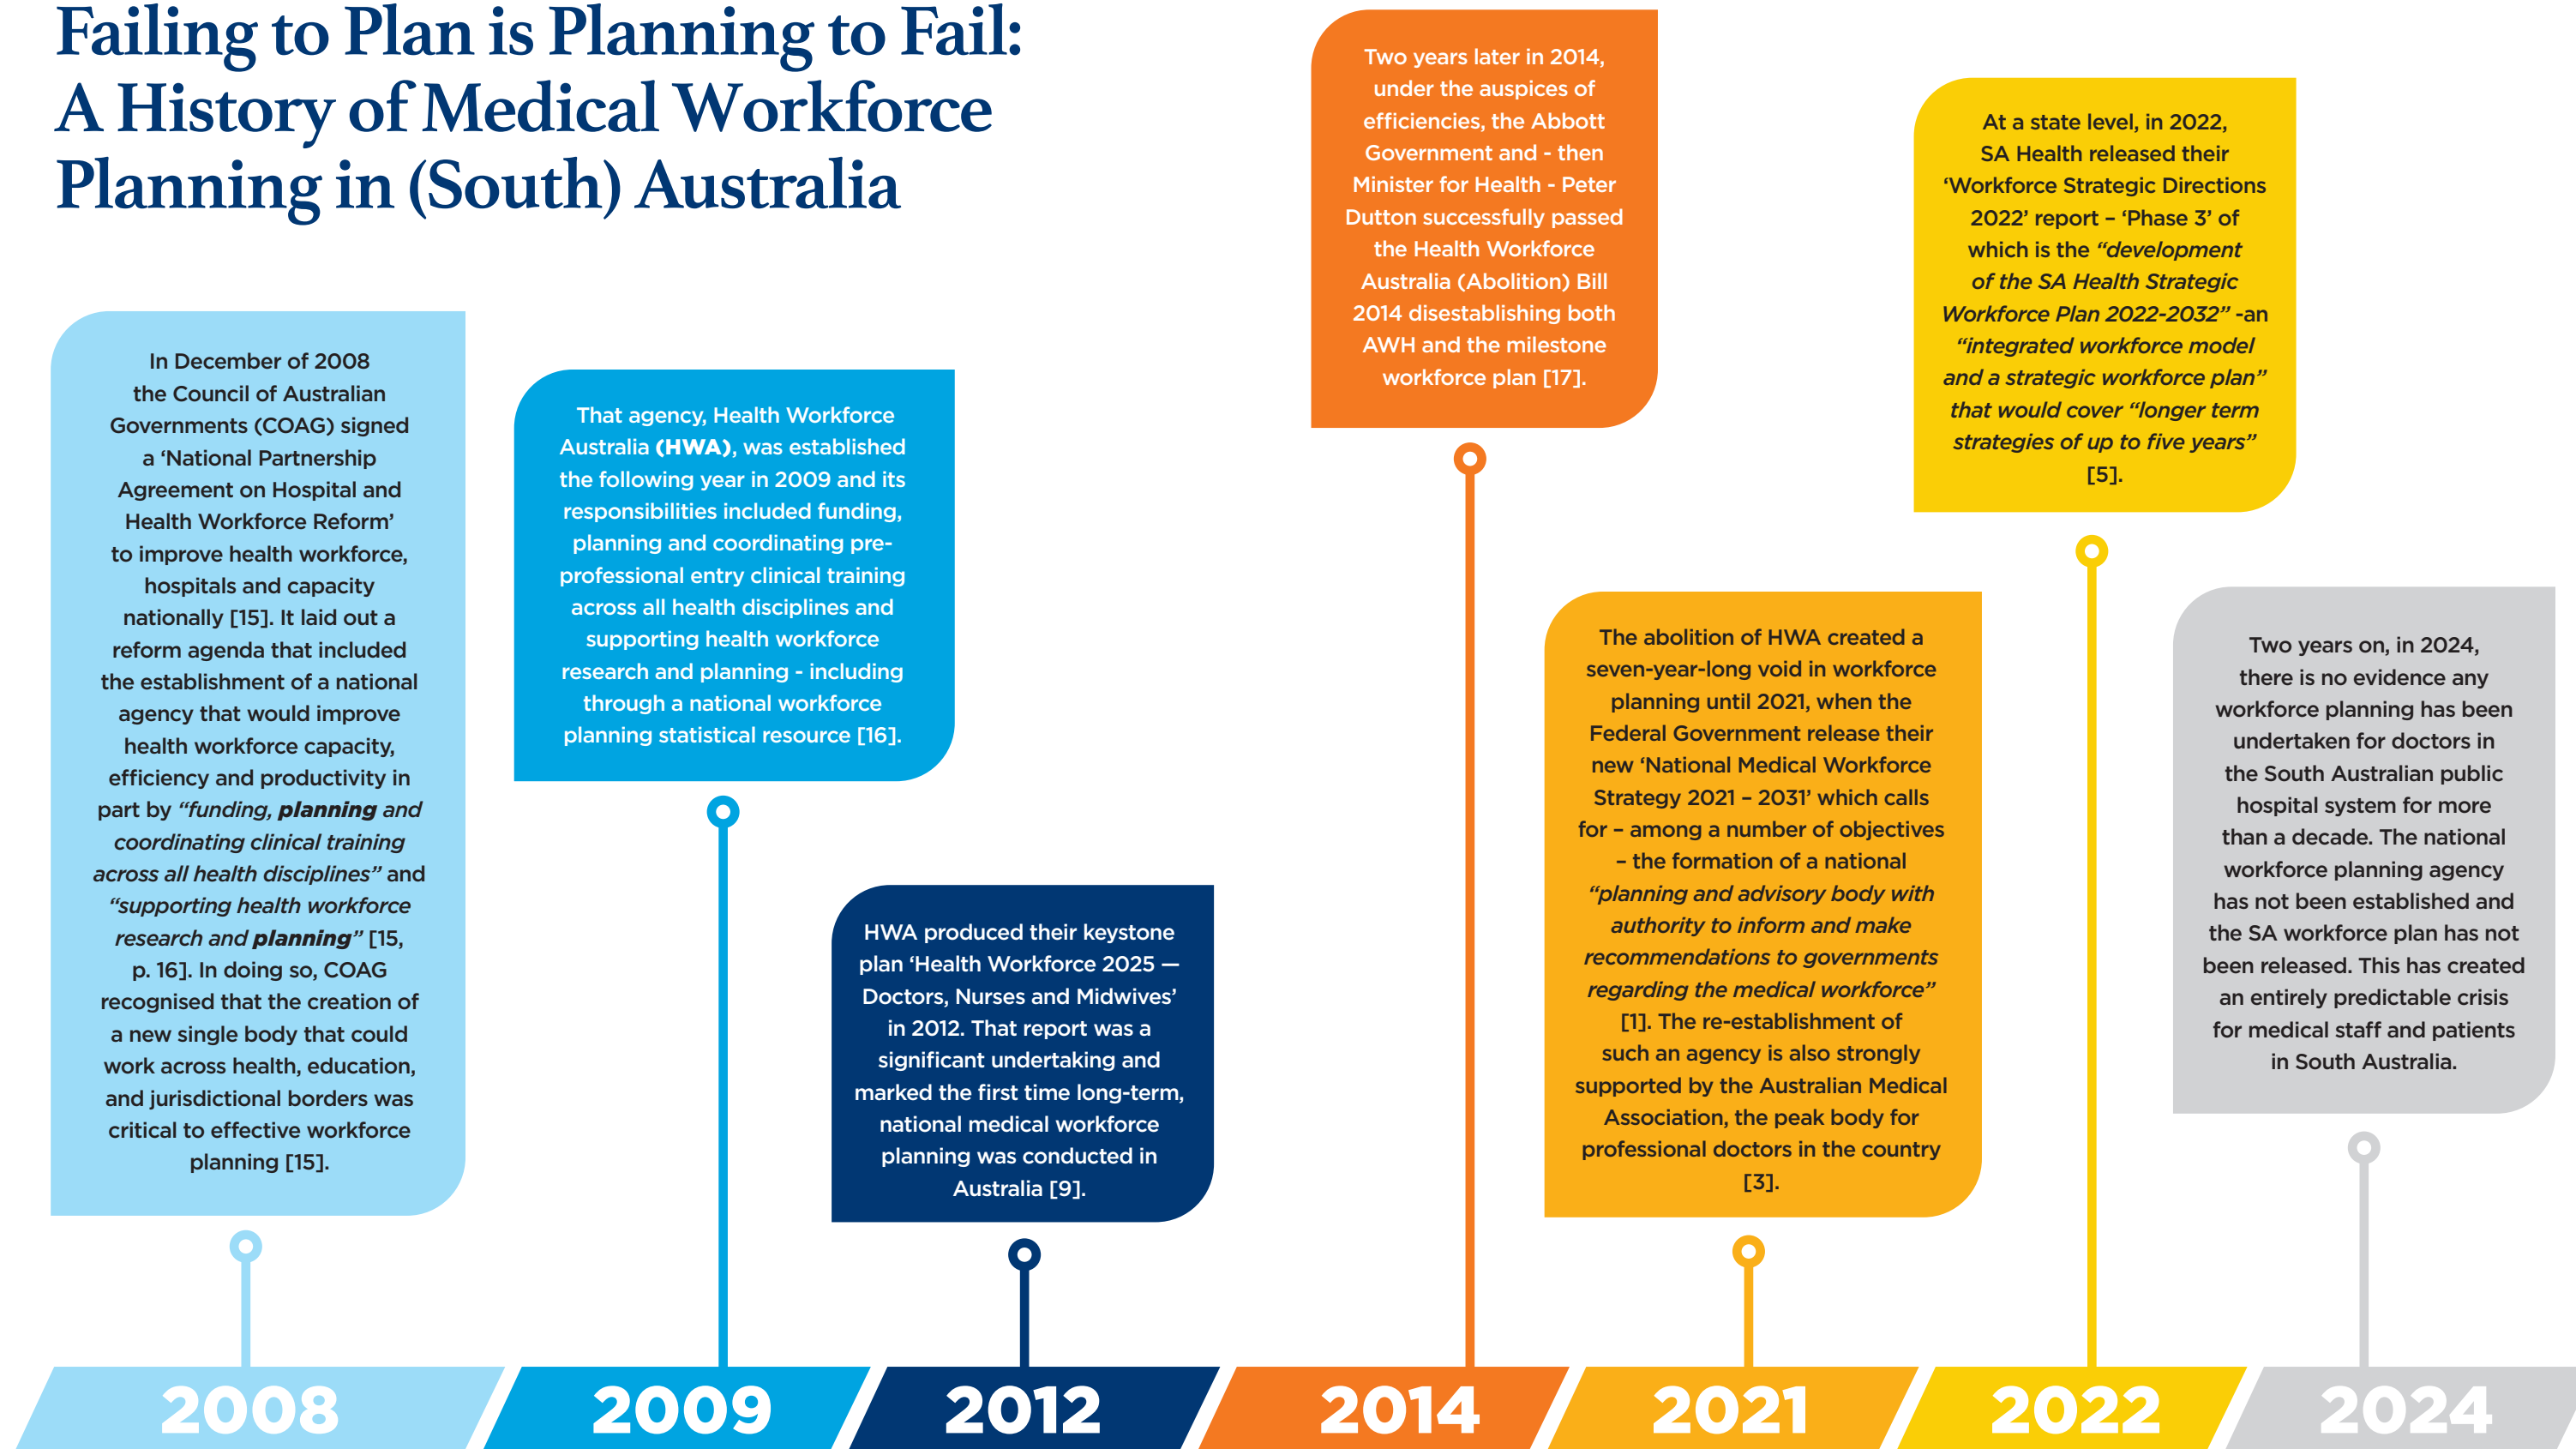 Failing to Plan is Planning to Fail:
A History of Medical Workforce
Planning in (South) Australia
In December of 2008
the Council of Australian
Governments (COAG) signed
a ‘National Partnership
Agreement on Hospital and
Health Workforce Reform’
to improve health workforce,
hospitals and capacity
nationally [15]. It laid out a
reform agenda that included
the establishment of a national
agency that would improve
health workforce capacity,
efficiency and productivity in
part by “funding, planning and
coordinating clinical training
across all health disciplines” and
“supporting health workforce
research and planning” [15,
p. 16]. In doing so, COAG
recognised that the creation of
a new single body that could
work across health, education,
and jurisdictional borders was
critical to effective workforce
planning [15].
That agency, Health Workforce
Australia (HWA), was established
the following year in 2009 and its
responsibilities included funding,
planning and coordinating pre-
professional entry clinical training
across all health disciplines and
supporting health workforce
research and planning - including
through a national workforce
planning statistical resource [16].
HWA produced their keystone
plan ‘Health Workforce 2025 —
Doctors, Nurses and Midwives’
in 2012. That report was a
significant undertaking and
marked the first time long-term,
national medical workforce
planning was conducted in
Australia [9].
Two years later in 2014,
under the auspices of
efficiencies, the Abbott
Government and - then
Minister for Health - Peter
Dutton successfully passed
the Health Workforce
Australia (Abolition) Bill
2014 disestablishing both
AWH and the milestone
workforce plan [17].
The abolition of HWA created a
seven-year-long void in workforce
planning until 2021, when the
Federal Government release their
new ‘National Medical Workforce
Strategy 2021 – 2031’ which calls
for – among a number of objectives
– the formation of a national
“planning and advisory body with
authority to inform and make
recommendations to governments
regarding the medical workforce”
[1]. The re-establishment of
such an agency is also strongly
supported by the Australian Medical
Association, the peak body for
professional doctors in the country
[3].
At a state level, in 2022,
SA Health released their
‘Workforce Strategic Directions
2022’ report – ‘Phase 3’ of
which is the “development
of the SA Health Strategic
Workforce Plan 2022-2032” -an
“integrated workforce model
and a strategic workforce plan”
that would cover “longer term
strategies of up to five years”
[5].
Two years on, in 2024,
there is no evidence any
workforce planning has been
undertaken for doctors in
the South Australian public
hospital system for more
than a decade. The national
workforce planning agency
has not been established and
the SA workforce plan has not
been released. This has created
an entirely predictable crisis
for medical staff and patients
in South Australia.
2008
2009
2012
2014
2021
2022
2024